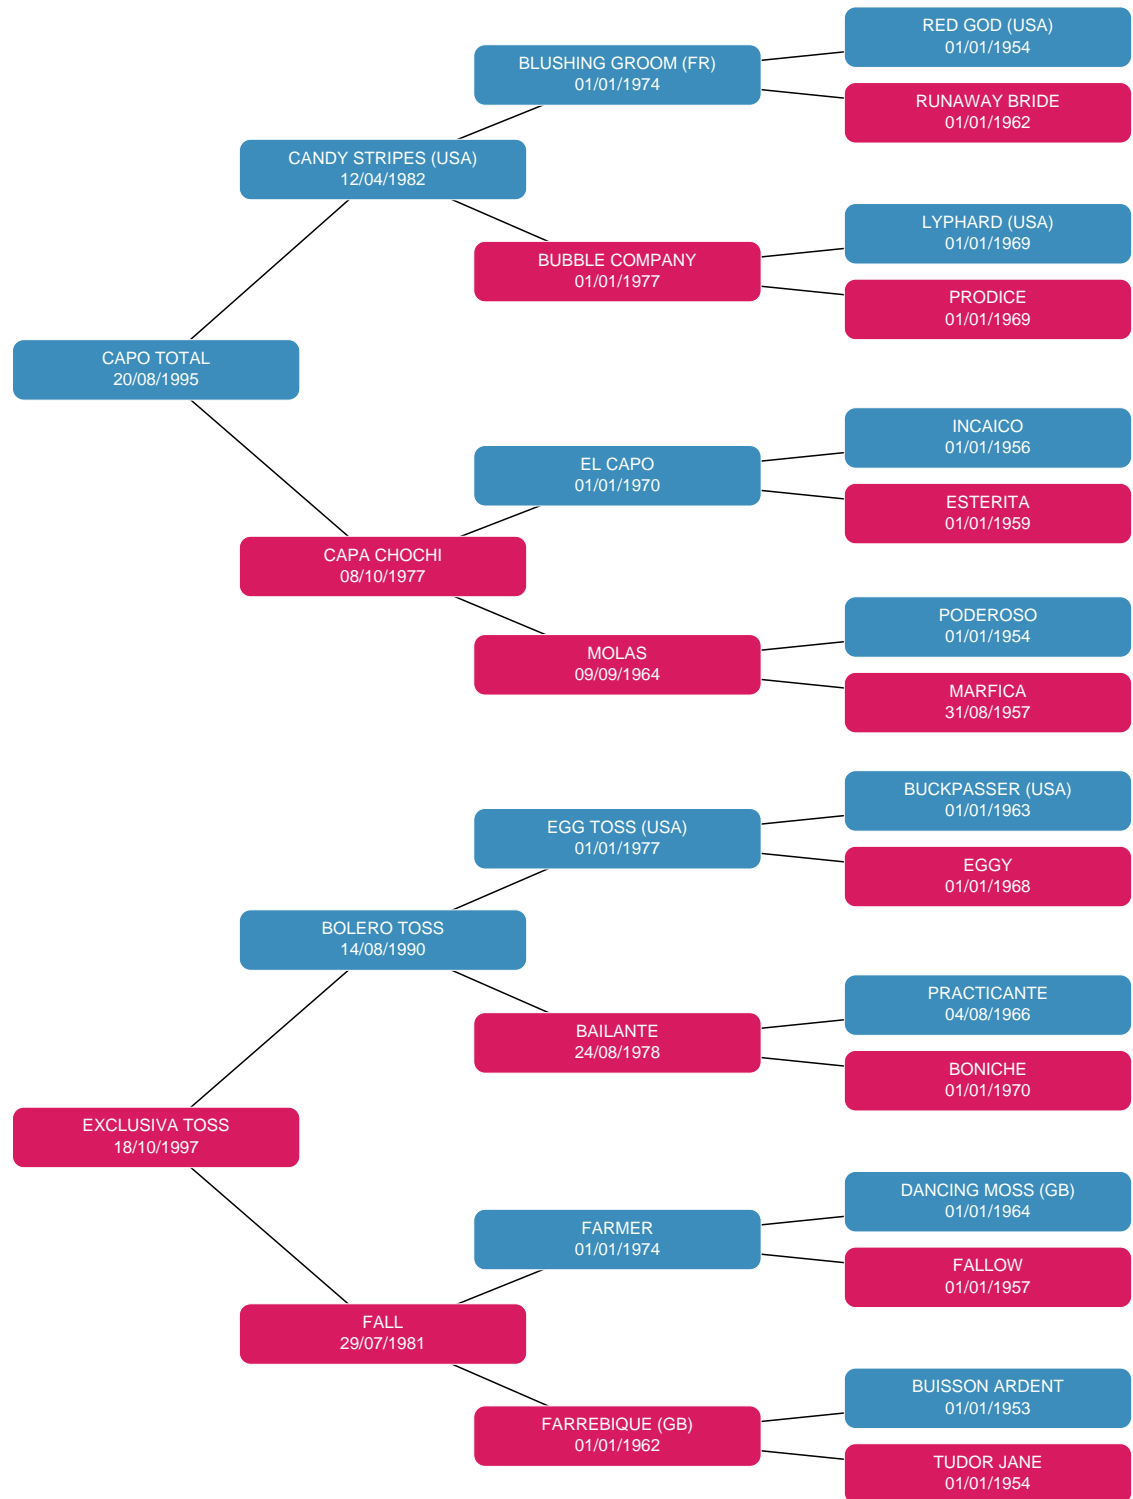 RED GOD (USA)
01/01/1954
BLUSHING GROOM (FR)
01/01/1974
RUNAWAY BRIDE
01/01/1962
CANDY STRIPES (USA)
12/04/1982
LYPHARD (USA)
01/01/1969
BUBBLE COMPANY
01/01/1977
PRODICE
01/01/1969
CAPO TOTAL
20/08/1995
INCAICO
01/01/1956
EL CAPO
01/01/1970
ESTERITA
01/01/1959
CAPA CHOCHI
08/10/1977
PODEROSO
01/01/1954
MOLAS
09/09/1964
MARFICA
31/08/1957
BUCKPASSER (USA)
01/01/1963
EGG TOSS (USA)
01/01/1977
EGGY
01/01/1968
BOLERO TOSS
14/08/1990
PRACTICANTE
04/08/1966
BAILANTE
24/08/1978
BONICHE
01/01/1970
EXCLUSIVA TOSS
18/10/1997
DANCING MOSS (GB)
01/01/1964
FARMER
01/01/1974
FALLOW
01/01/1957
FALL
29/07/1981
BUISSON ARDENT
01/01/1953
FARREBIQUE (GB)
01/01/1962
TUDOR JANE
01/01/1954